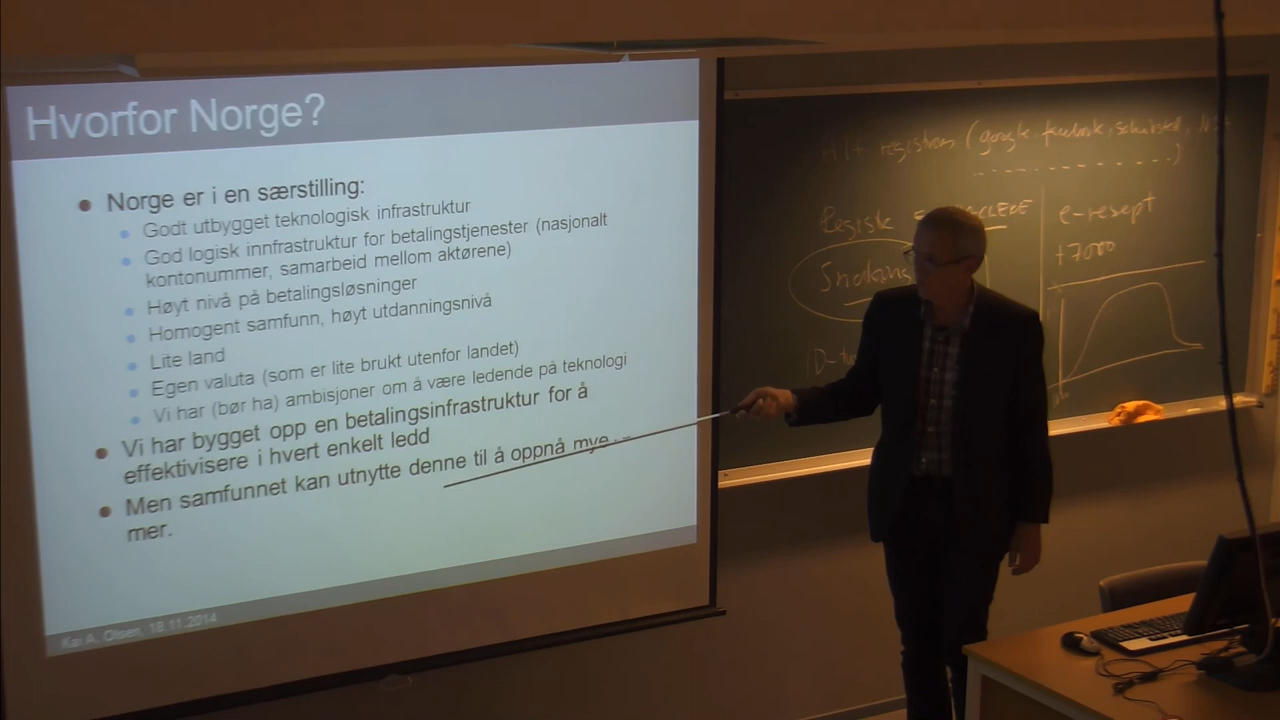 Hvorfor Norge?
Norge er i en særstilling:
Godt utbygget teknologisk infrastruktur
God logisk innfrastruktur for betalingstjenester (nasjonalt
kontonummer, samarbeid mellom aktørene)
Høyt nivå på betalingsløsninger
Homogent samfunn, høyt utdanningsnivå
Lite land
Egen valuta (som er lite brukt utenfor landet)
Vi har (bør ha) ambisjoner om å være ledende på teknologi
Vi har bygget opp en betalingsinfrastruktur for å
effektivisere i hvert enkelt ledd
Men samfunnet kan utnytte denne til å oppnå mye
mer.
Kai A. Olsen, 18.11.2014
(google,
e-resept
+7000